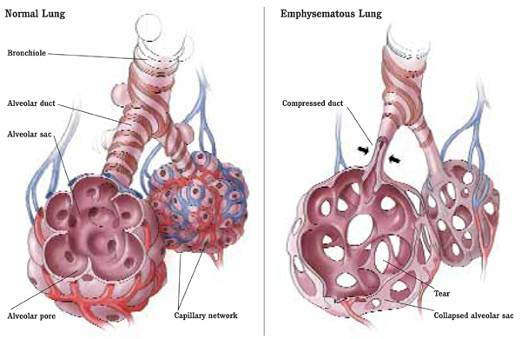 Normal Lung
Bronchiole
Alveolar duct
Alveolar sac
Alveolar pore
Capillary network
Emphysematous Lung
Compressed duct
Tear
Collapsed alveolar sac